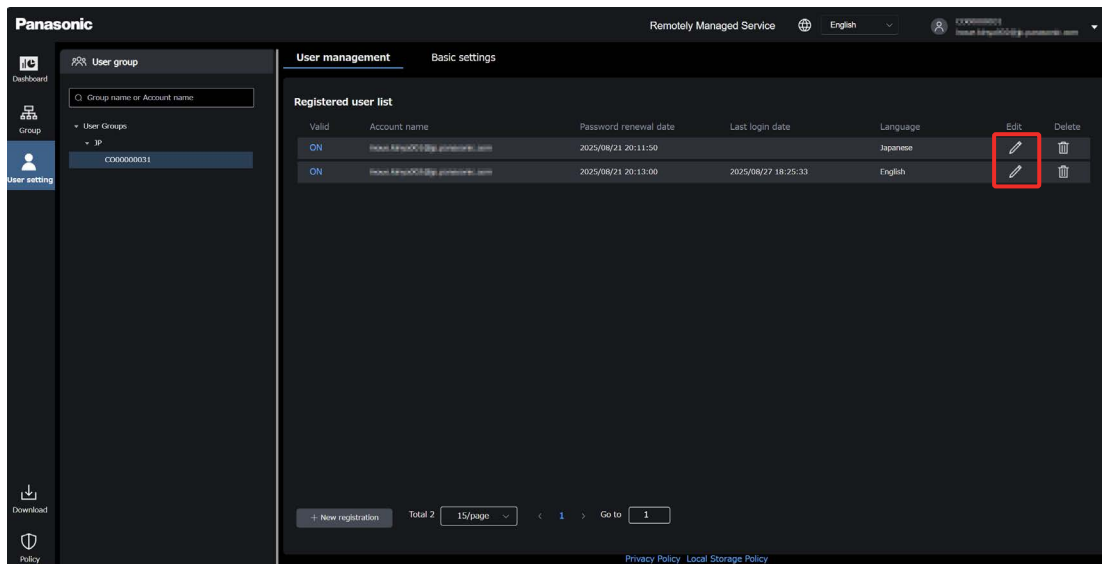 Panasonic
Remotely Managed Service
English
Dashboard
Group
User setting
Download
Policy
User group
Group name or Account name
User Groups
JP
CO00000031
User management Basic settings
Registered user list
Valid Account name Password renewal date Last login date Language Edit Delete
ON 2025/08/21 20:11:50 Japanese
ON 2025/08/21 20:13:00 2025/08/27 18:25:33 English
+ New registration Total 2 15/page < 1 > Go to 1
Privacy Policy Local Storage Policy